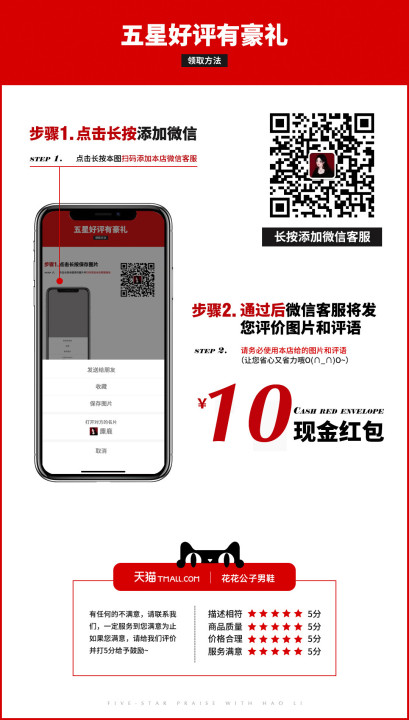 五星好评有豪礼
领取方法
步骤1. 点击长按添加微信
STEP 1. 点击长按本图扫码添加本店微信客服
长按添加微信客服
五星好评有豪礼
步骤1. 点击长按保存图片
发送给朋友
收藏
保存图片
打开对方的名片
取消
步骤2. 通过后微信客服将发
您评价图片和评语
STEP 2. 请务必使用本店给的图片和评语
(让您省心又省力哦O(∩_∩)O~)
¥10 CASH RED ENVELOPE
现金红包
天猫 TMALL.COM | 花花公子男鞋
有任何的不满意，请联系我
们，一定服务到您满意为止
如果您满意，请给我们评价
并打5分给予鼓励~
描述相符 ★★★★★ 5分
商品质量 ★★★★★ 5分
价格合理 ★★★★★ 5分
服务满意 ★★★★★ 5分
FIVE-STAR PRAISE WITH HAO LI